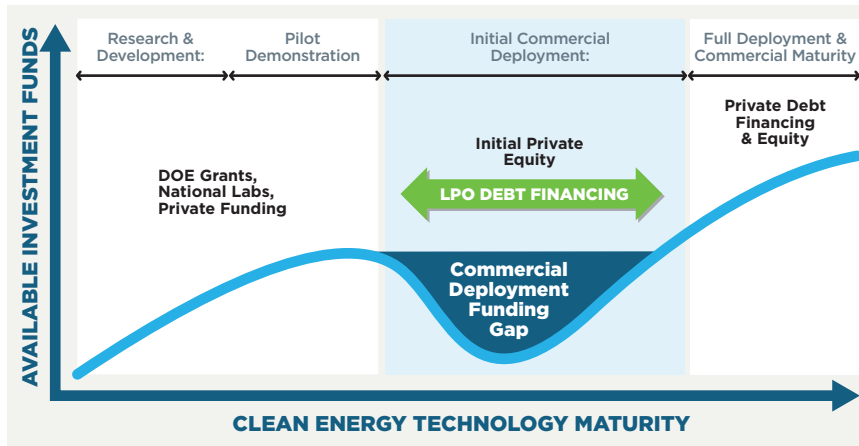 Research &
Development:
Pilot
Demonstration
Initial Commercial
Deployment:
Full Deployment &
Commercial Maturity
AVAILABLE INVESTMENT FUNDS
DOE Grants,
National Labs,
Private Funding
Initial Private
Equity
LPO DEBT FINANCING
Private Debt
Financing
& Equity
Commercial
Deployment
Funding
Gap
CLEAN ENERGY TECHNOLOGY MATURITY